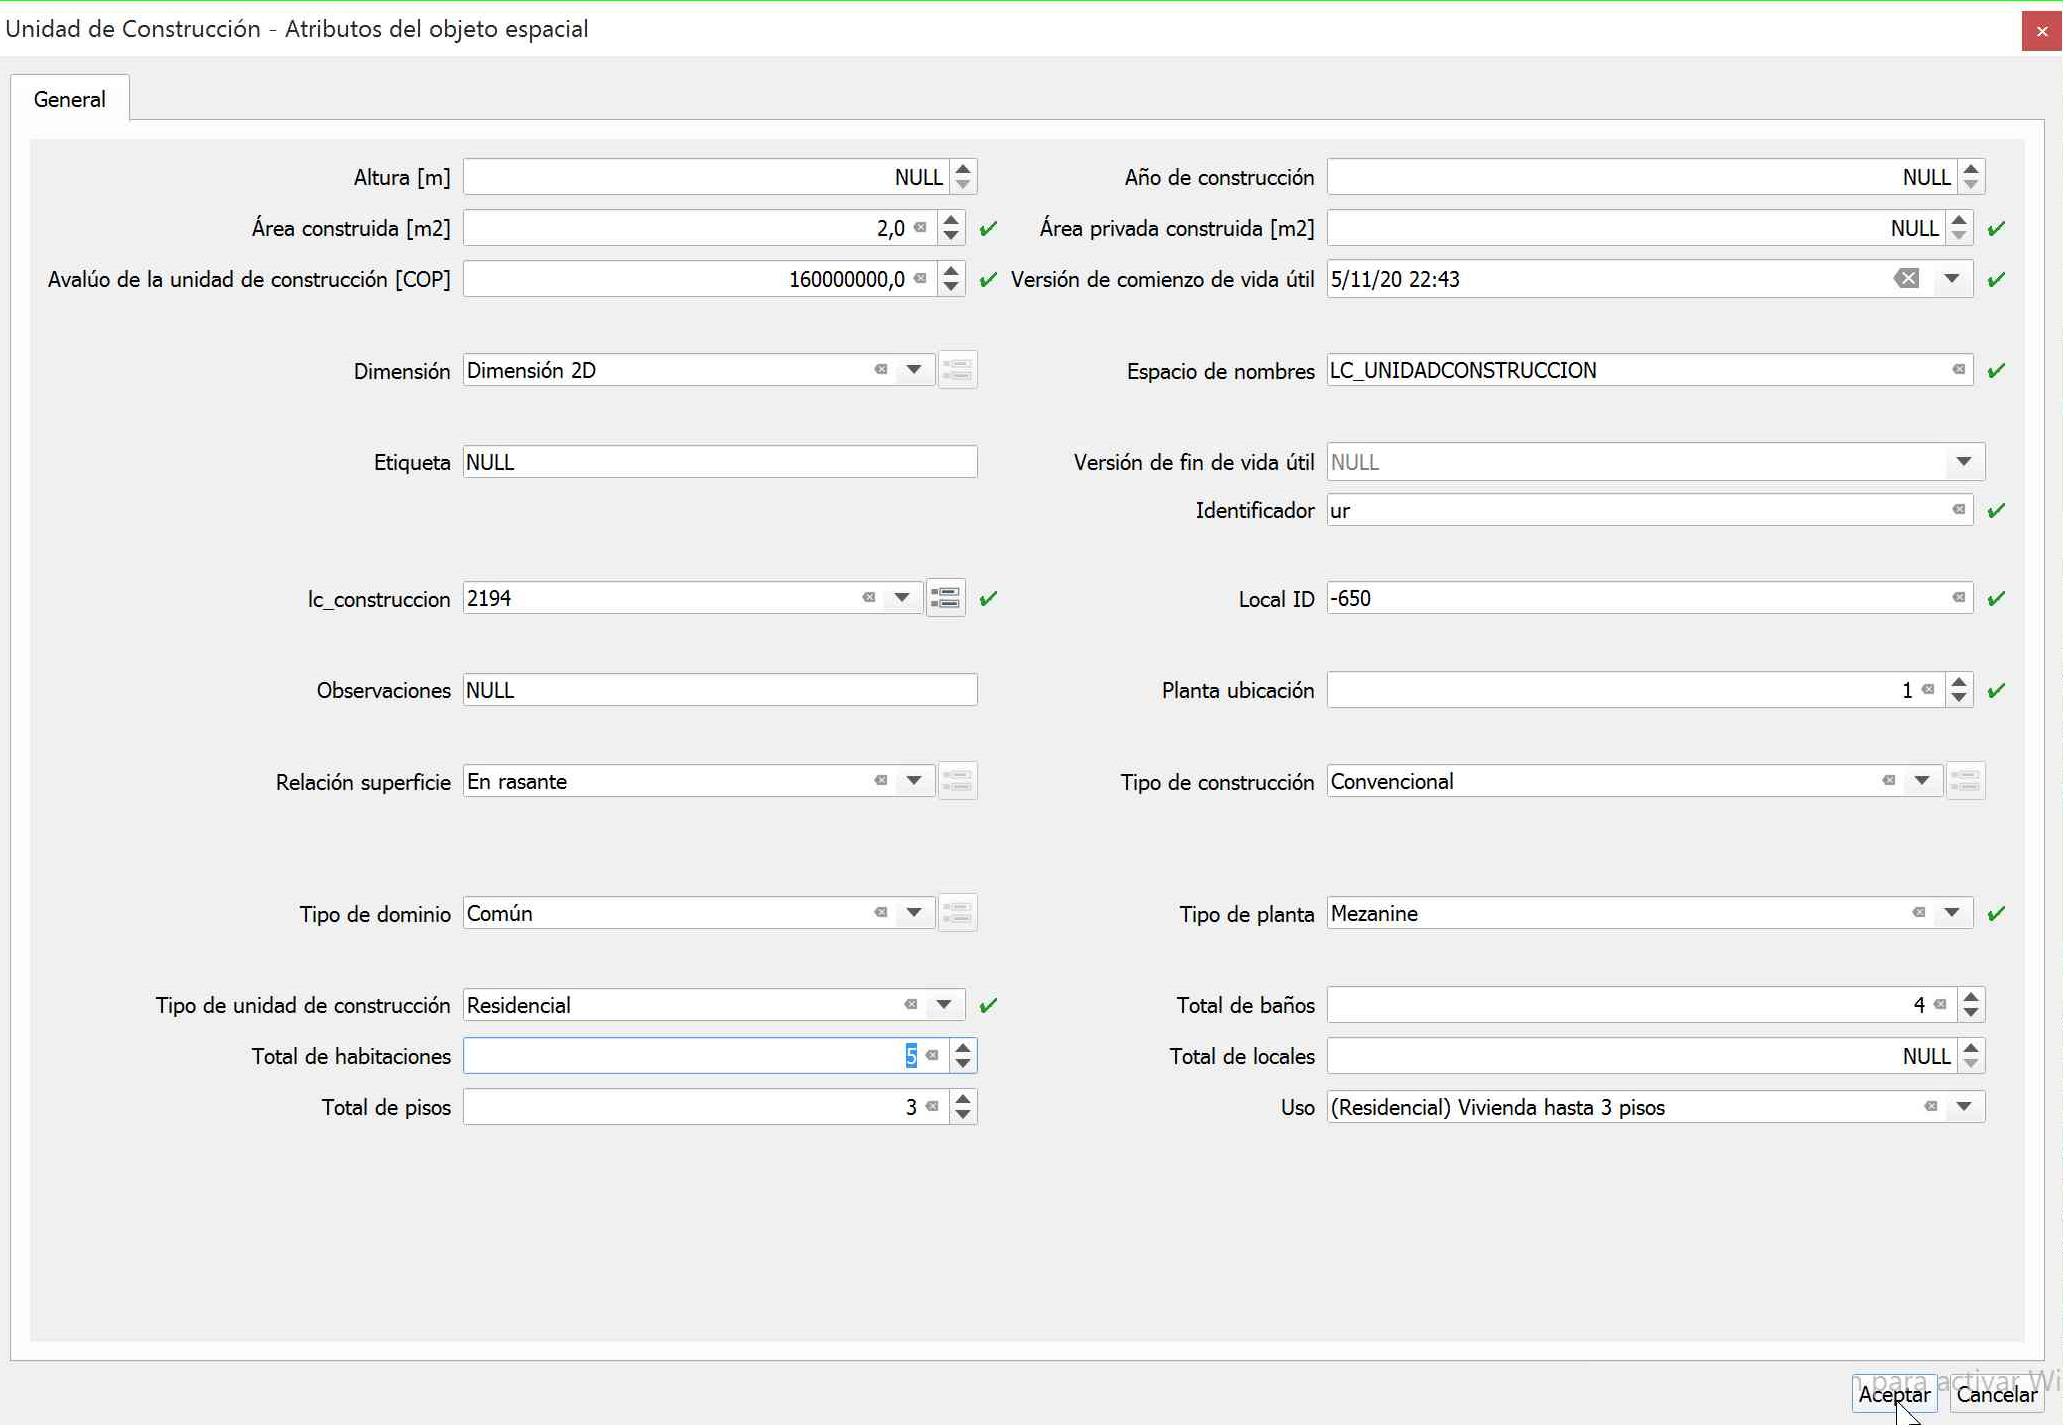 Unidad de Construcción - Atributos del objeto espacial
General
Altura [m] NULL Año de construcción NULL
Área construida [m2] 2,0 Área privada construida [m2] NULL
Avalúo de la unidad de construcción [COP] 160000000,0 Versión de comienzo de vida útil 5/11/20 22:43
Dimensión Dimensión 2D Espacio de nombres LC_UNIDADCONSTRUCCION
Etiqueta NULL Versión de fin de vida útil NULL
Identificador ur
lc_construccion 2194 Local ID -650
Observaciones NULL Planta ubicación 1
Relación superficie En rasante Tipo de construcción Convencional
Tipo de dominio Común Tipo de planta Mezanine
Tipo de unidad de construcción Residencial Total de baños 4
Total de habitaciones 5 Total de locales NULL
Total de pisos 3 Uso (Residencial) Vivienda hasta 3 pisos
para activar Wi
Aceptar Cancelar